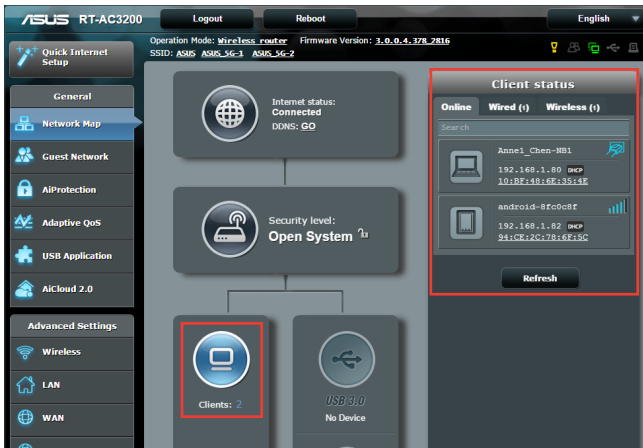 ASUS RT-AC3200
Logout
Reboot
English
Quick Internet
Setup
Operation Mode: Wireless router Firmware Version: 3.0.0.4.378_2816
SSID: ASUS ASUS_5G-1 ASUS_5G-2
General
Network Map
Guest Network
AiProtection
Adaptive QoS
USB Application
AiCloud 2.0
Advanced Settings
Wireless
LAN
WAN
Internet status:
Connected
DDNS: GO
Security level:
Open System
Clients: 2
USB 3.0
No Device
Client status
Online Wired (1) Wireless (1)
Search
Anne1_Chen-NB1
192.168.1.80 DHCP
10:BF:48:6E:35:4E
android-8fc0c8f
192.168.1.82 DHCP
94:CE:2C:78:6F:5C
Refresh